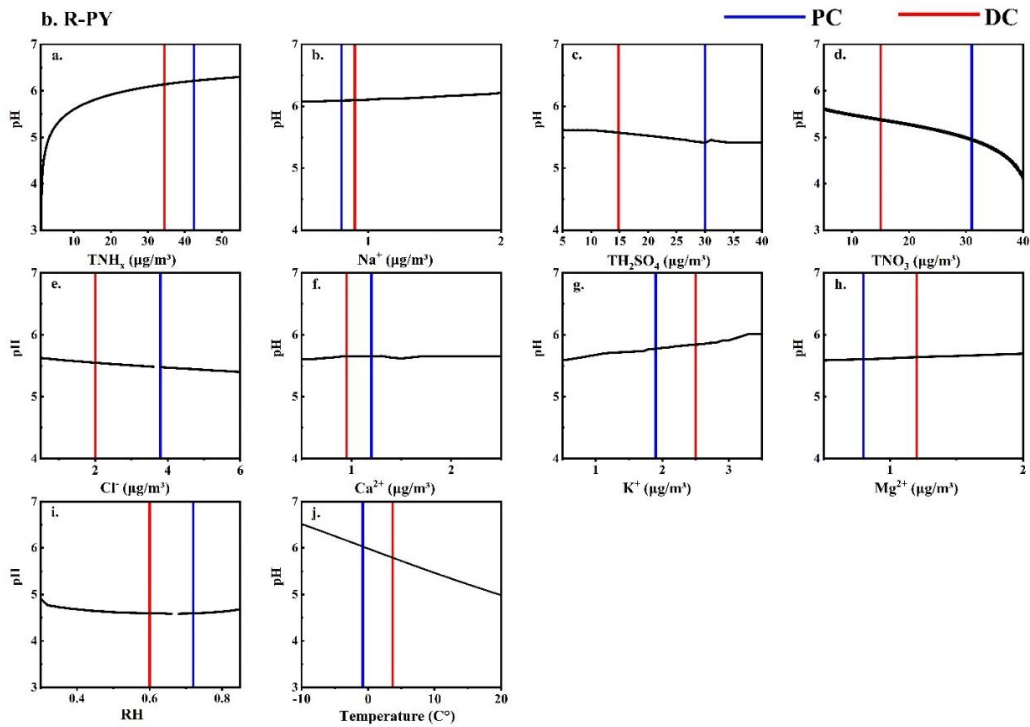 b. R-PY
PC
DC
a.
7
6
5
4
3
pH
10
20
30
40
50
TNHₓ (µg/m³)
b.
7
6
5
4
pH
1
2
Na⁺ (µg/m³)
c.
7
6
5
4
pH
5
10
15
20
25
30
35
40
TH₂SO₄ (µg/m³)
d.
7
6
5
4
3
pH
10
20
30
40
TNO₃ (µg/m³)
e.
7
6
5
4
pH
2
4
6
Cl⁻ (µg/m³)
f.
7
6
5
4
pH
1
2
Ca²⁺ (µg/m³)
g.
7
6
5
4
pH
1
2
3
K⁺ (µg/m³)
h.
7
6
5
4
pH
1
2
Mg²⁺ (µg/m³)
i.
7
6
5
4
3
pH
0.4
0.6
0.8
RH
j.
7
6
5
4
3
pH
-10
0
10
20
Temperature (C°)